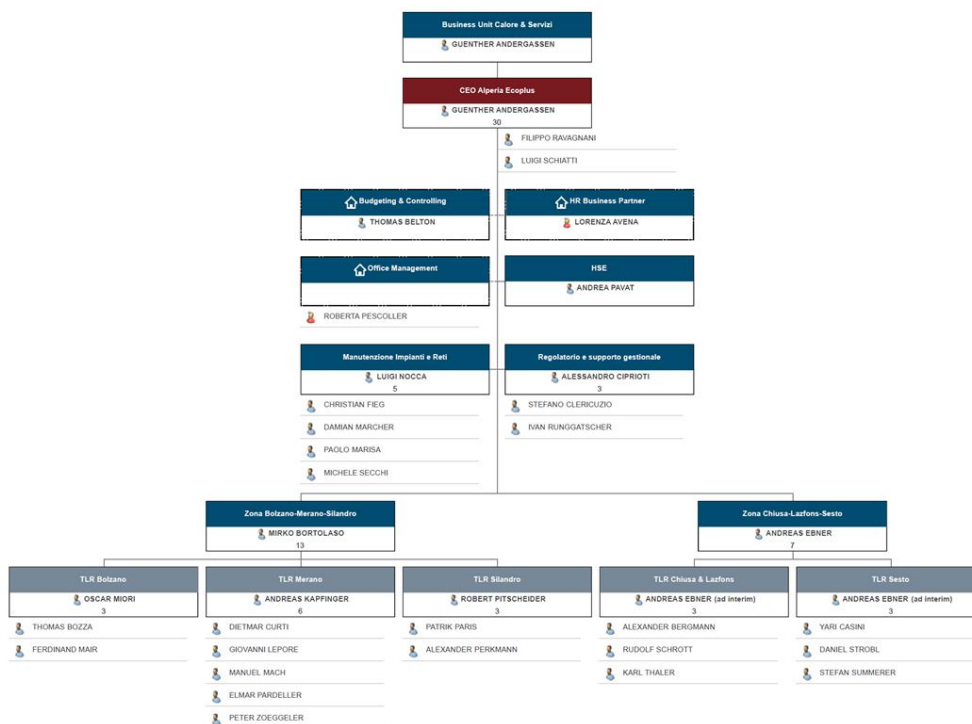 Business Unit Calore & Servizi
GUENTHER ANDERGASSEN
CEO Alperia Ecoplus
GUENTHER ANDERGASSEN
30
FILIPPO RAVAGNANI
LUIGI SCHIATTI
Budgeting & Controlling
THOMAS BELTON
HR Business Partner
LORENZA AVENA
Office Management
ROBERTA PESCOLLER
HSE
ANDREA PAVAT
Manutenzione Impianti e Reti
LUIGI NOCCA
5
CHRISTIAN FIEG
DAMIAN MARCHER
PAOLO MARISA
MICHELE SECCHI
Regolatorio e supporto gestionale
ALESSANDRO CIPRIOTI
3
STEFANO CLERICUZIO
IVAN RUNGGATSCHER
Zona Bolzano-Merano-Silandro
MIRKO BORTOLASO
13
Zona Chiusa-Lazfons-Sesto
ANDREAS EBNER
7
TLR Bolzano
OSCAR MIORI
3
THOMAS BOZZA
FERDINAND MAIR
TLR Merano
ANDREAS KAPFINGER
6
DIETMAR CURTI
GIOVANNI LEPORE
MANUEL MACH
ELMAR PARDELLER
PETER ZOEGGELER
TLR Silandro
ROBERT PITSCHEIDER
3
PATRIK PARIS
ALEXANDER PERKMANN
TLR Chiusa & Lazfons
ANDREAS EBNER (ad interim)
3
ALEXANDER BERGMANN
RUDOLF SCHROTT
KARL THALER
TLR Sesto
ANDREAS EBNER (ad interim)
3
YARI CASINI
DANIEL STROBL
STEFAN SUMMERER